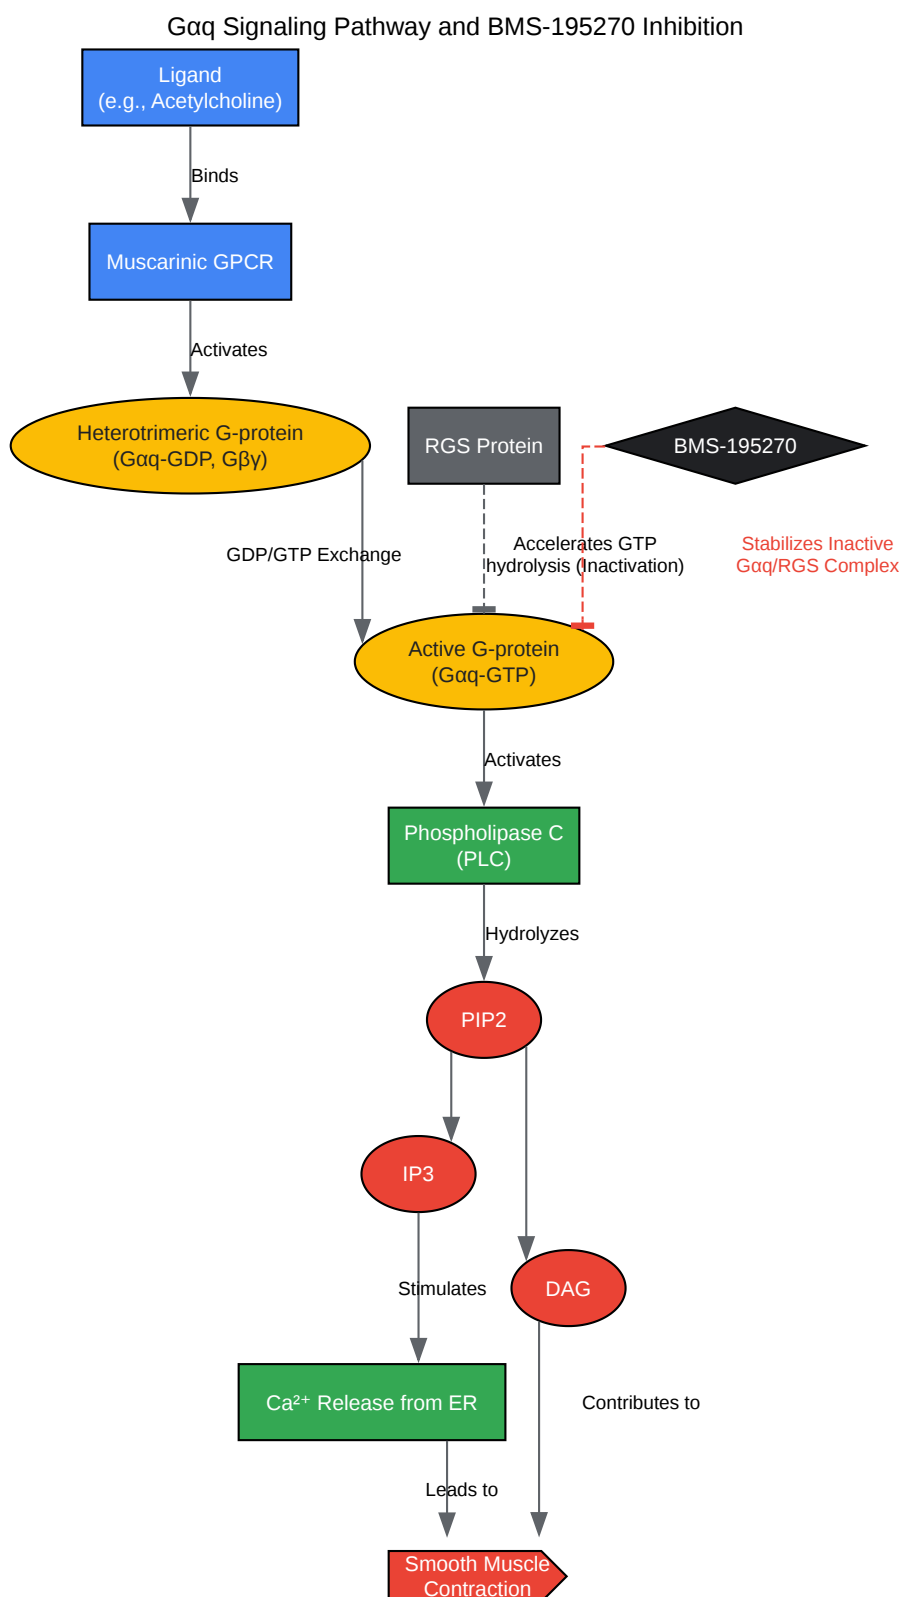 Gαq Signaling Pathway and BMS-195270 Inhibition
Ligand
(e.g., Acetylcholine)
Binds
Muscarinic GPCR
Activates
Heterotrimeric G-protein
(Gαq-GDP, Gβγ)
RGS Protein
BMS-195270
GDP/GTP Exchange
Accelerates GTP
hydrolysis (Inactivation)
Stabilizes Inactive
Gαq/RGS Complex
Active G-protein
(Gαq-GTP)
Activates
Phospholipase C
(PLC)
Hydrolyzes
PIP2
IP3
Stimulates
DAG
Ca²⁺ Release from ER
Contributes to
Leads to
Smooth Muscle
Contraction